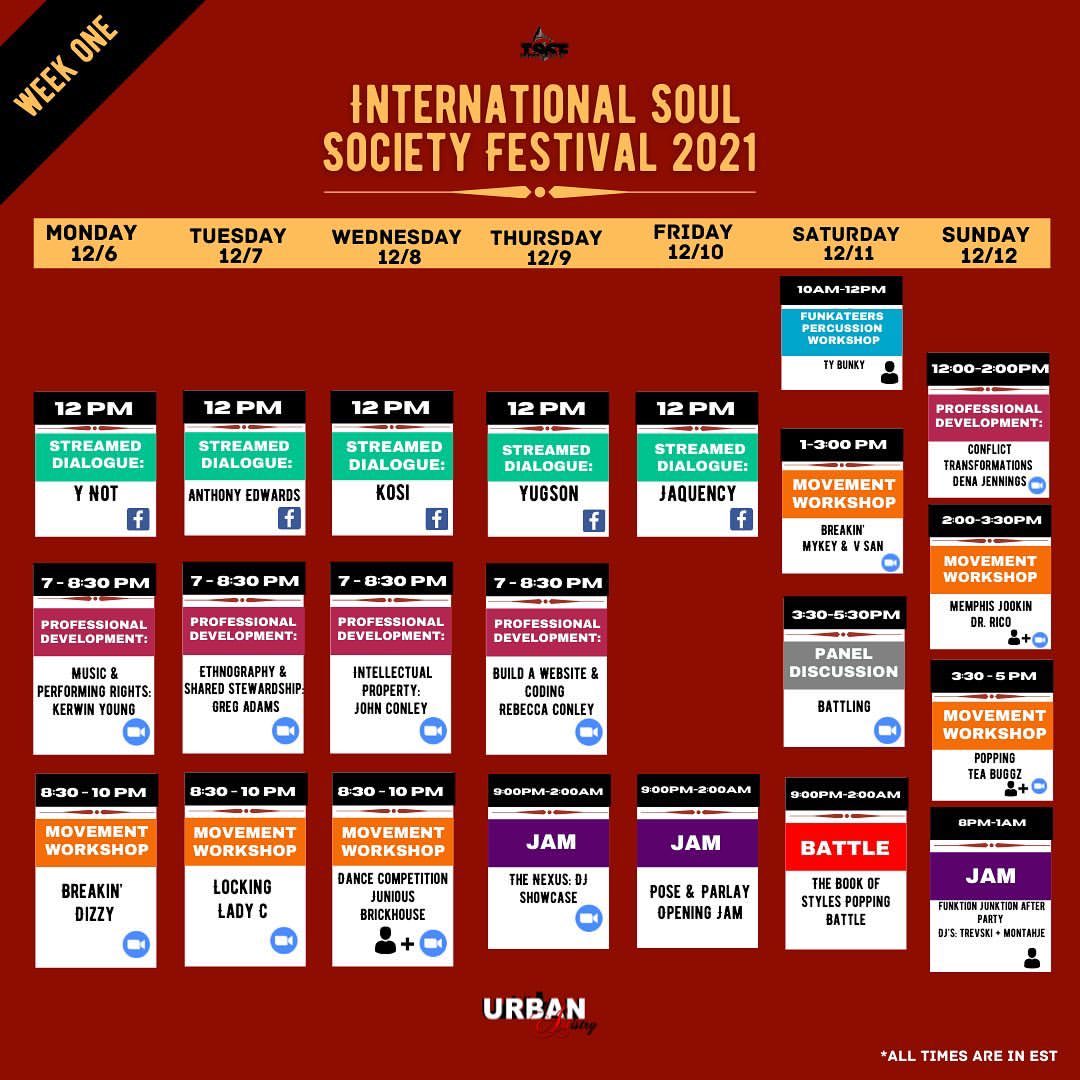 WEEK ONE
INTERNATIONAL SOUL
SOCIETY FESTIVAL 2021
MONDAY
12/6
TUESDAY
12/7
WEDNESDAY
12/8
THURSDAY
12/9
FRIDAY
12/10
SATURDAY
12/11
SUNDAY
12/12
12 PM
STREAMED
DIALOGUE:
Y NOT
7 - 8:30 PM
PROFESSIONAL
DEVELOPMENT:
MUSIC &
PERFORMING RIGHTS:
KERWIN YOUNG
8:30 - 10 PM
MOVEMENT
WORKSHOP
BREAKIN'
DIZZY
12 PM
STREAMED
DIALOGUE:
ANTHONY EDWARDS
7 - 8:30 PM
PROFESSIONAL
DEVELOPMENT:
ETHNOGRAPHY &
SHARED STEWARDSHIP:
GREG ADAMS
8:30 - 10 PM
MOVEMENT
WORKSHOP
LOCKING
LADY C
12 PM
STREAMED
DIALOGUE:
KOSI
7 - 8:30 PM
PROFESSIONAL
DEVELOPMENT:
INTELLECTUAL
PROPERTY:
JOHN CONLEY
8:30 - 10 PM
MOVEMENT
WORKSHOP
DANCE COMPETITION
JUNIOUS
BRICKHOUSE
+
12 PM
STREAMED
DIALOGUE:
YUGSON
7 - 8:30 PM
PROFESSIONAL
DEVELOPMENT:
BUILD A WEBSITE &
CODING
REBECCA CONLEY
9:00PM-2:00AM
JAM
THE NEXUS: DJ
SHOWCASE
12 PM
STREAMED
DIALOGUE:
JAQUENCY
9:00PM-2:00AM
JAM
POSE & PARLAY
OPENING JAM
10AM-12PM
FUNKATEERS
PERCUSSION
WORKSHOP
TY BUNKY
1-3:00 PM
MOVEMENT
WORKSHOP
BREAKIN'
MYKEY & V SAN
3:30-5:30PM
PANEL
DISCUSSION
BATTLING
9:00PM-2:00AM
BATTLE
THE BOOK OF
STYLES POPPING
BATTLE
12:00-2:00PM
PROFESSIONAL
DEVELOPMENT:
CONFLICT
TRANSFORMATIONS
DENA JENNINGS
2:00-3:30PM
MOVEMENT
WORKSHOP
MEMPHIS JOOKIN
DR. RICO
+
3:30 - 5 PM
MOVEMENT
WORKSHOP
POPPING
TEA BUGGZ
+
8PM-1AM
JAM
FUNKTION JUNKTION AFTER
PARTY
DJ'S: TREVSKI + MONTAHJE
URBAN
*ALL TIMES ARE IN EST